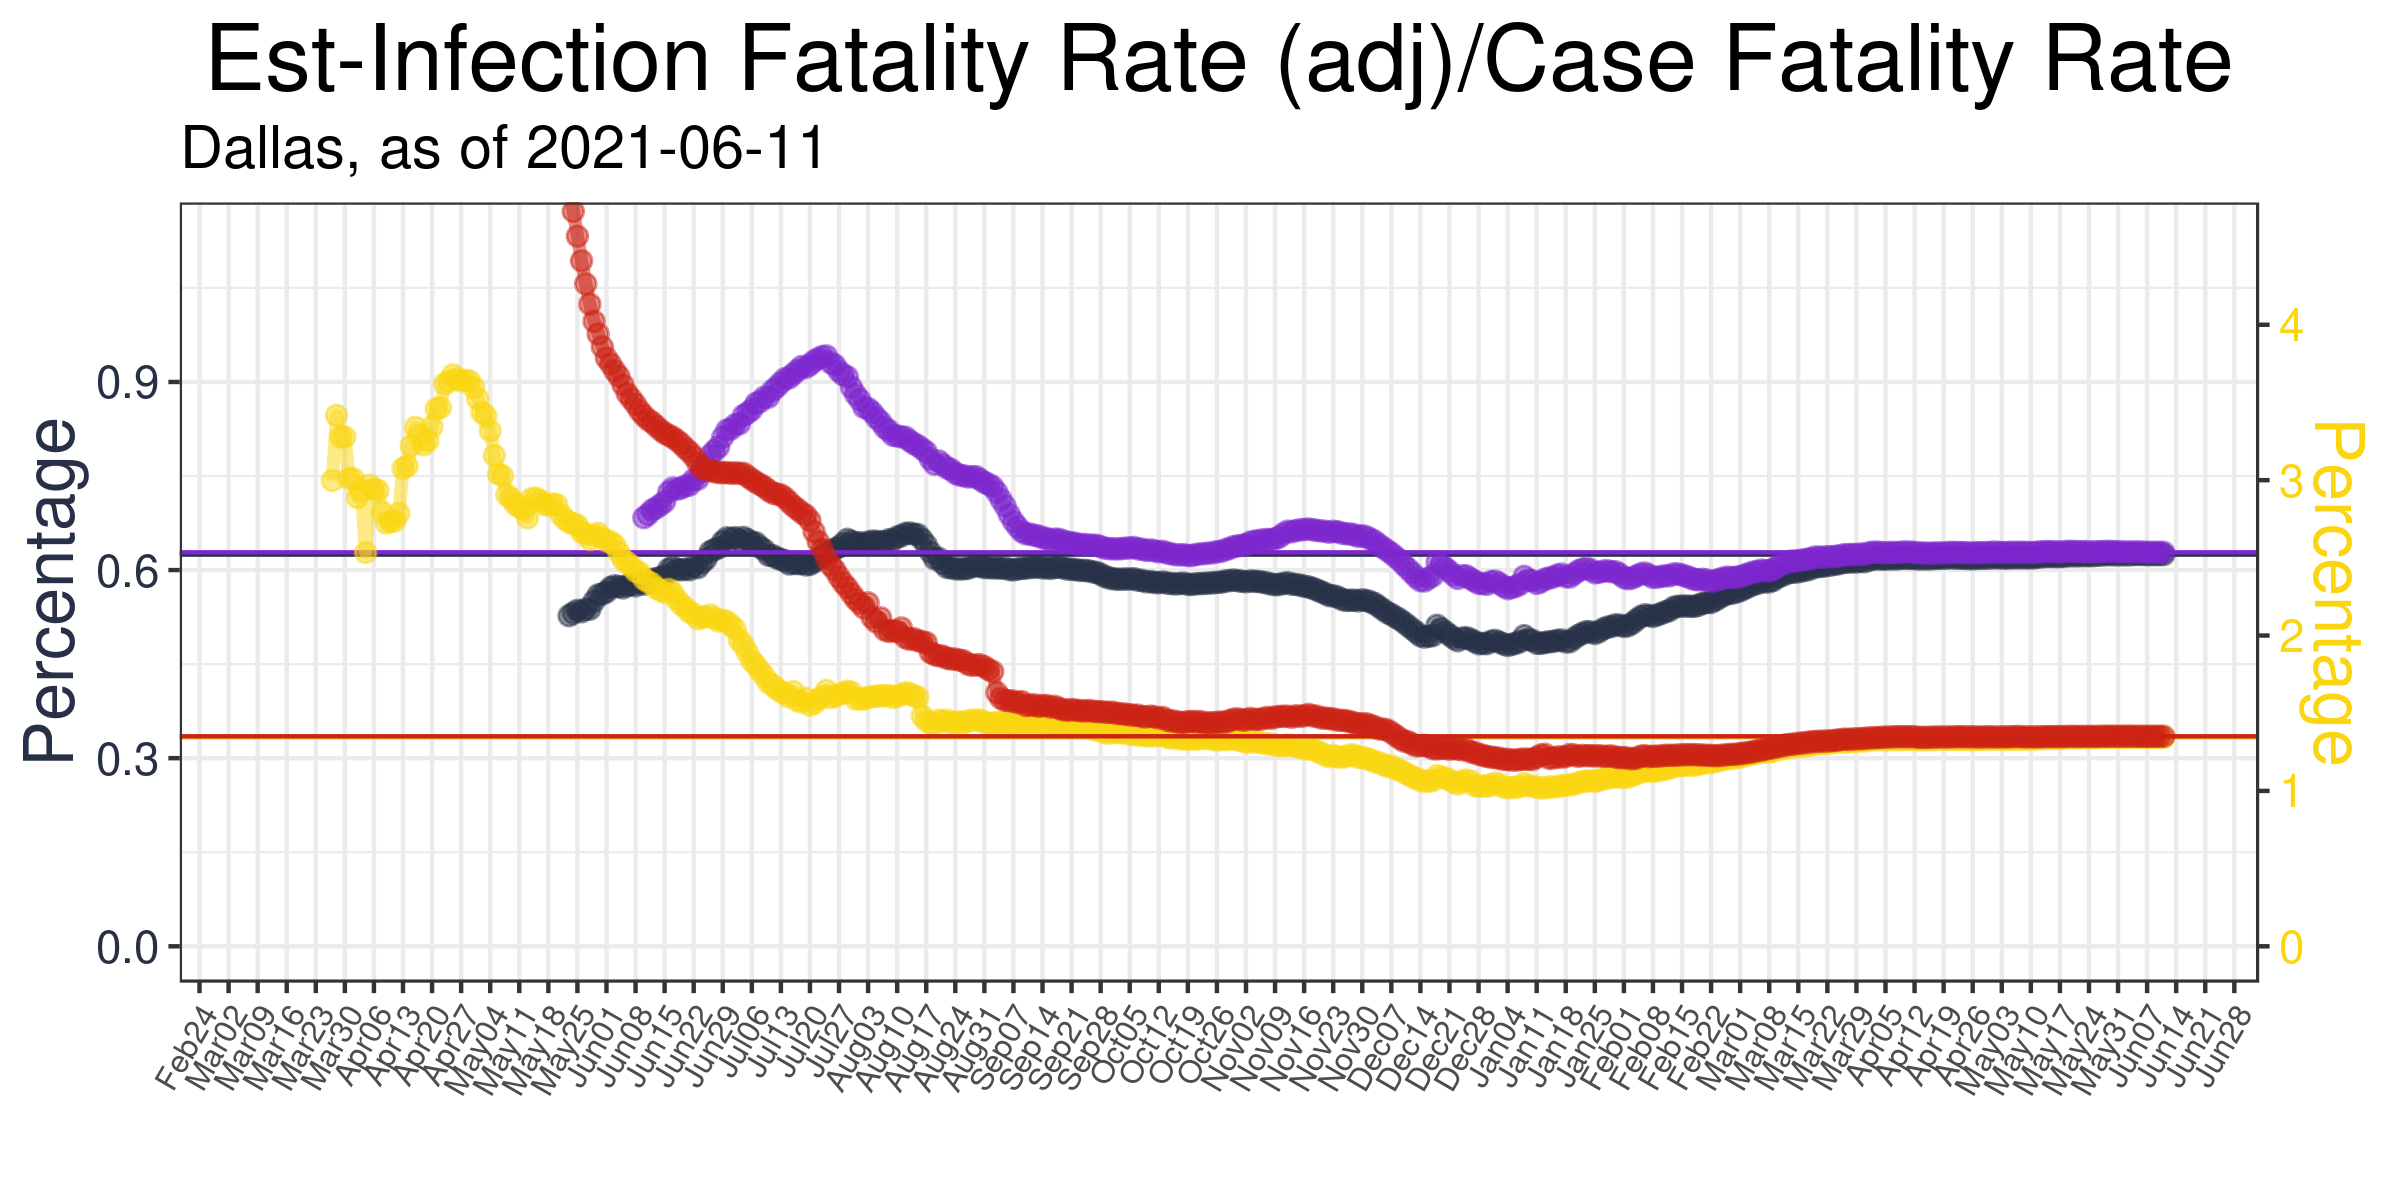 Est-Infection Fatality Rate (adj)/Case Fatality Rate
Dallas, as of 2021-06-11
Percentage
0.9
0.6
0.3
0.0
4
3
2
1
0
Percentage
Feb24
Mar02
Mar09
Mar16
Mar23
Mar30
Apr06
Apr13
Apr20
Apr27
May04
May11
May18
May25
Jun01
Jun08
Jun15
Jun22
Jun29
Jul06
Jul13
Jul20
Jul27
Aug03
Aug10
Aug17
Aug24
Aug31
Sep07
Sep14
Sep21
Sep28
Oct05
Oct12
Oct19
Oct26
Nov02
Nov09
Nov16
Nov23
Nov30
Dec07
Dec14
Dec21
Dec28
Jan04
Jan11
Jan18
Jan25
Feb01
Feb08
Feb15
Feb22
Mar01
Mar08
Mar15
Mar22
Mar29
Apr05
Apr12
Apr19
Apr26
May03
May10
May17
May24
May31
Jun07
Jun14
Jun21
Jun28